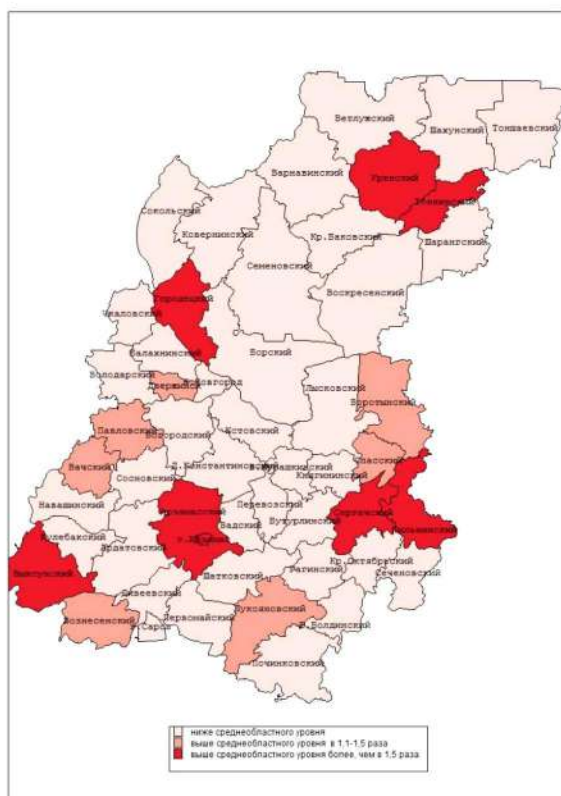 Ветлужский
Шахунский
Тоншаевский
Варнавинский
Уренский
Тонкинский
Сокольский
Ковернинский
Кр.Баковский
Шарангский
Семеновский
Воскресенский
Городецкий
Чкаловский
Балахнинский
Борский
Володарский
Дзержинск
Лысковский
Воротынский
Павловский
Богородский
Кстовский
Спасский
Вачский
Д.Константиновский
Княгининский
Сосновский
Навашинский
Арзамасский
Перевозский
Сергачский
Вадский
Бутурлинский
Пильнинский
Кулебакский
г.Арзамас
Ардатовский
Выксунский
Шатковский
Гагинский
Кр.Октябрьский
Сеченовский
Дивеевский
Лукояновский
Вознесенский
г.Саров
Первомайский
Б.Болдинский
Починковский
ниже среднеобластного уровня
выше среднеобластного уровня в 1,1-1,5 раза
выше среднеобластного уровня более, чем в 1,5 раза